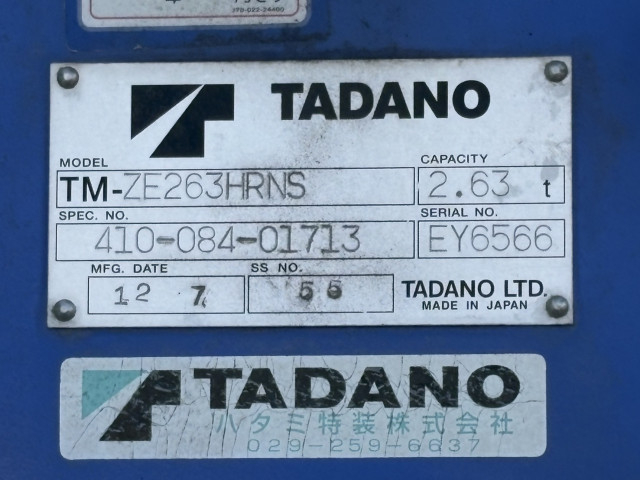 TADANO
MODEL
TM-ZE263HRNS
CAPACITY
2.63 t
SPEC. NO.
410-084-01713
SERIAL NO.
EY6566
MFG. DATE
12 7
SS NO.
55
TADANO LTD.
MADE IN JAPAN
TADANO
ハタミ特装株式会社
029-259-6637